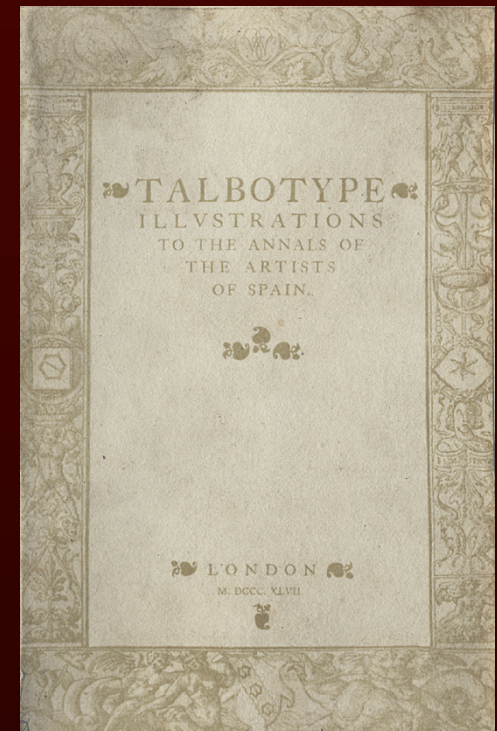 TALBOTYPE
ILLVSTRATIONS
TO THE ANNALS OF
THE ARTISTS
OF SPAIN.
LONDON
M. DCCC. XLVII